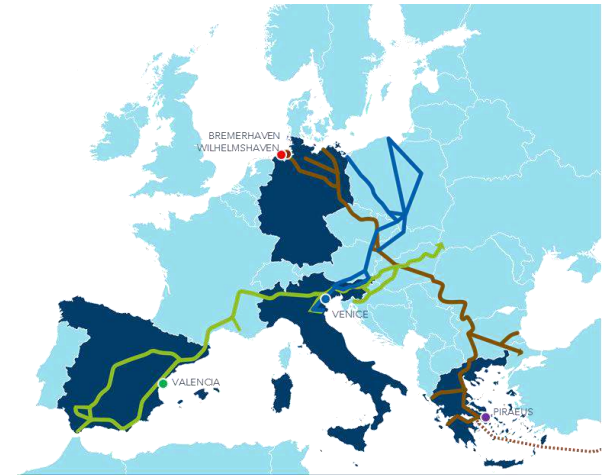 BREMERHAVEN
WILHELMSHAVEN
VENICE
VALENCIA
PIRAEUS